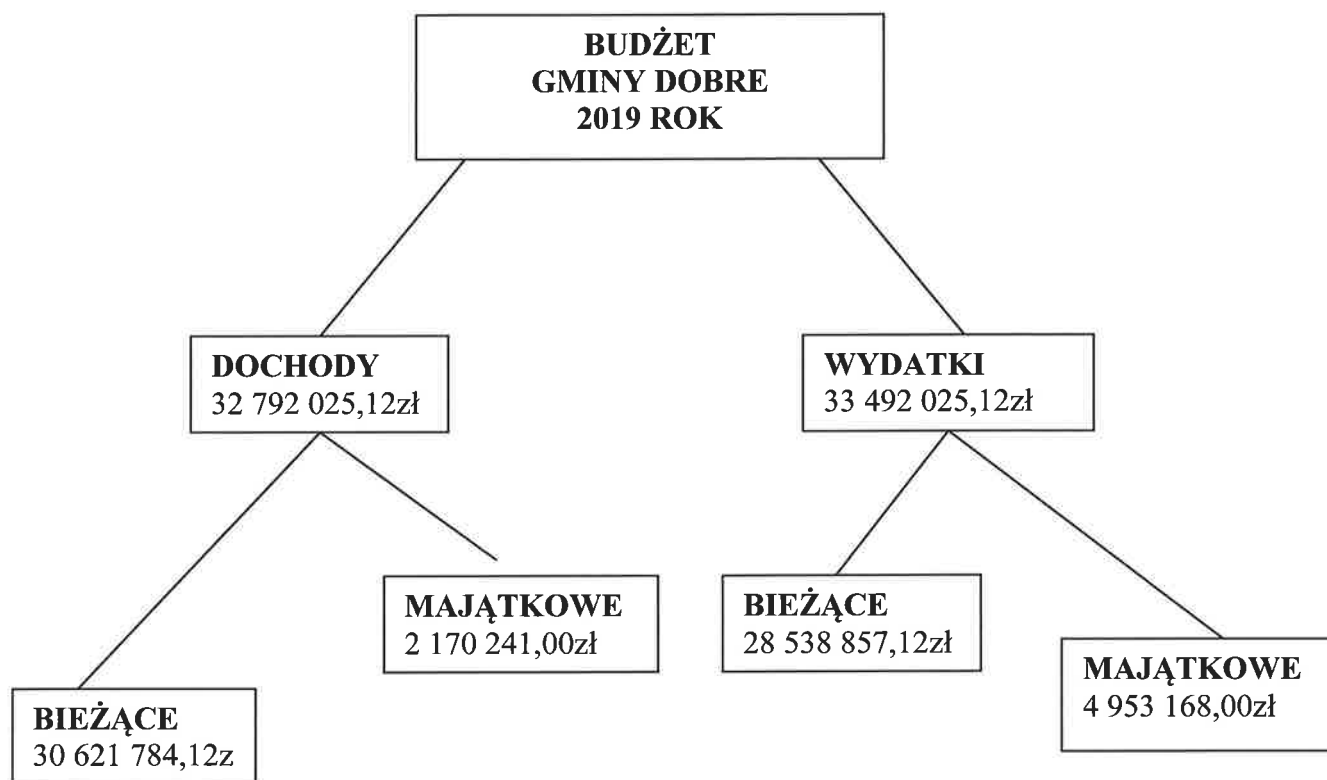 BUDŻET
GMINY DOBRE
2019 ROK
DOCHODY
32 792 025,12zł
WYDATKI
33 492 025,12zł
MAJĄTKOWE
2 170 241,00zł
BIEŻĄCE
28 538 857,12zł
MAJĄTKOWE
4 953 168,00zł
BIEŻĄCE
30 621 784,12z